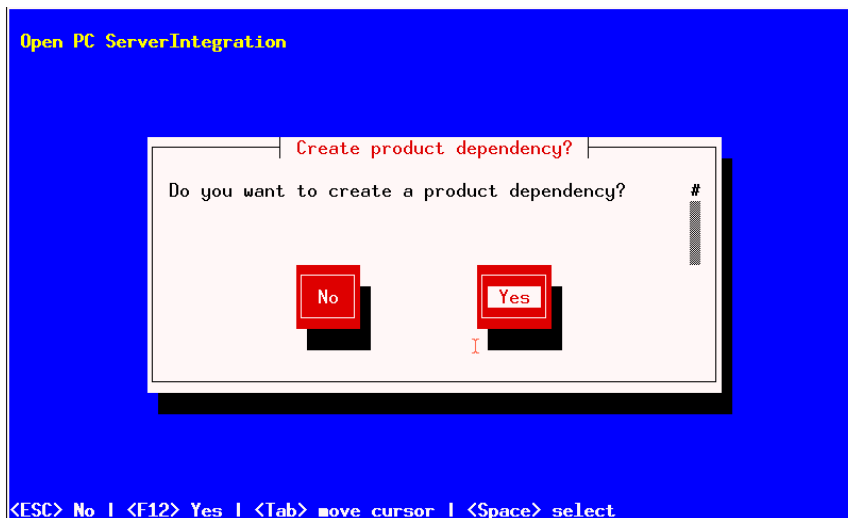 Open PC ServerIntegration
Create product dependency?
Do you want to create a product dependency? #
No Yes
<ESC> No | <F12> Yes | <Tab> move cursor | <Space> select